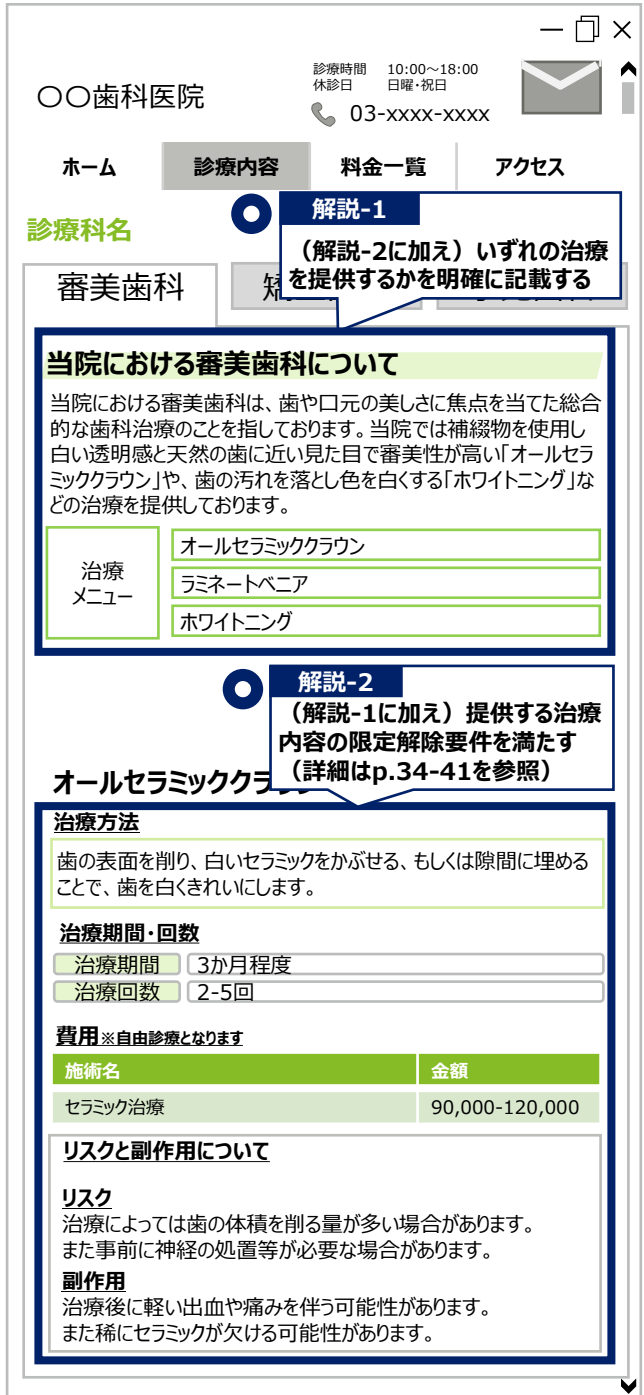 〇〇歯科医院
診療時間 10:00～18:00
休診日 日曜・祝日
03-xxxx-xxxx
ホーム 診療内容 料金一覧 アクセス
診療科名
解説-1
（解説-2に加え）いずれの治療
を提供するかを明確に記載する
審美歯科
当院における審美歯科について
当院における審美歯科は、歯や口元の美しさに焦点を当てた総合
的な歯科治療のことを指しております。当院では補綴物を使用し
白い透明感と天然の歯に近い見た目で審美性が高い「オールセラ
ミッククラウン」や、歯の汚れを落とし色を白くする「ホワイトニング」な
どの治療を提供しております。
治療
メニュー
オールセラミッククラウン
ラミネートベニア
ホワイトニング
解説-2
（解説-1に加え）提供する治療
内容の限定解除要件を満たす
（詳細はp.34-41を参照）
オールセラミッククラウン
治療方法
歯の表面を削り、白いセラミックをかぶせる、もしくは隙間に埋める
ことで、歯を白くきれいにします。
治療期間・回数
治療期間 3か月程度
治療回数 2-5回
費用※自由診療となります
施術名 金額
セラミック治療 90,000-120,000
リスクと副作用について
リスク
治療によっては歯の体積を削る量が多い場合があります。
また事前に神経の処置等が必要な場合があります。
副作用
治療後に軽い出血や痛みを伴う可能性があります。
また稀にセラミックが欠ける可能性があります。